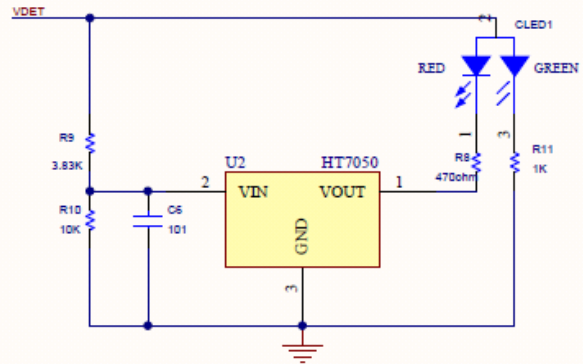 VDET
2
CLED1
RED
GREEN
1
3
R9
3.83K
R8
470ohm
R11
1K
U2
HT7050
2
VIN
VOUT
1
R10
10K
C6
101
GND
3